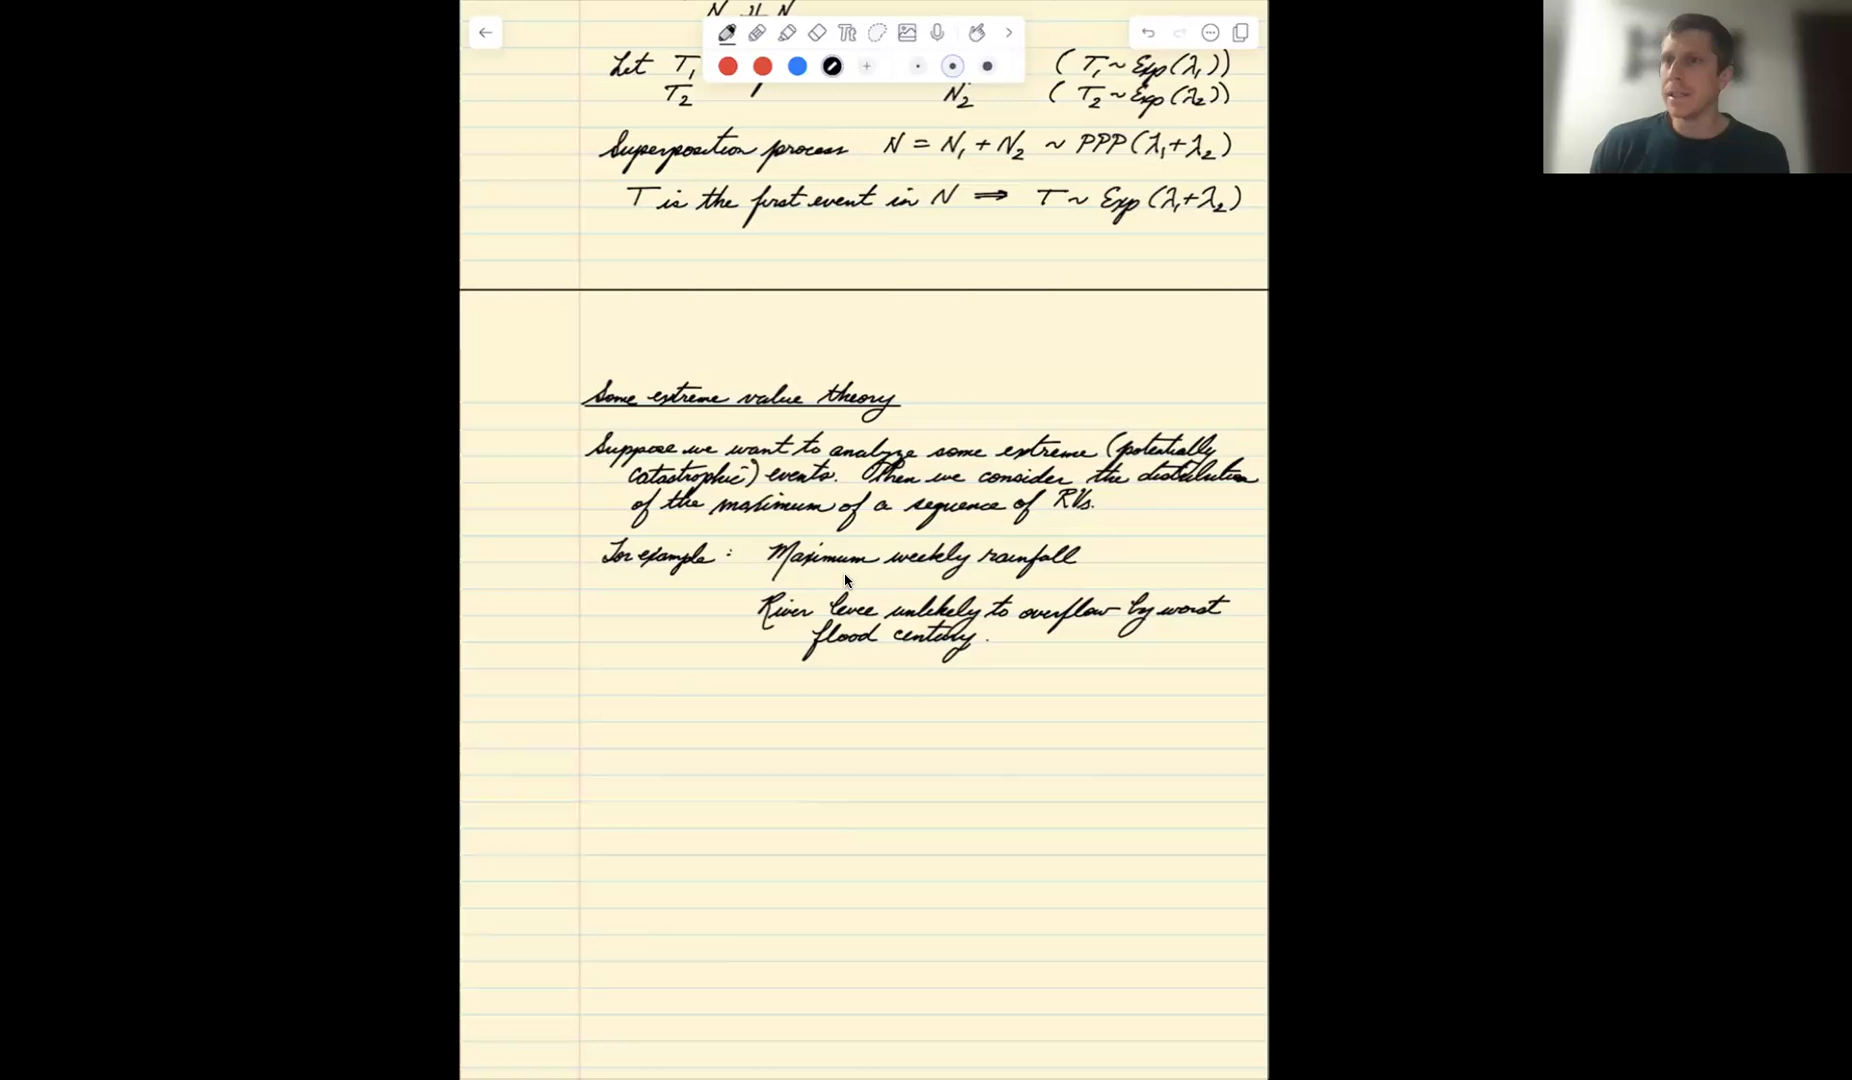 Let T₁ ( T₁ ~ Exp(λ₁))
T₂ N₂ ( T₂ ~ Exp(λ₂))
Superposition process N = N₁ + N₂ ~ PPP(λ₁+λ₂)
T is the first event in N ⟹ T ~ Exp(λ₁+λ₂)
Some extreme value theory
Suppose we want to analyze some extreme (potentially
catastrophic) events. Then we consider the distribution
of the maximum of a sequence of RVs.
For example : Maximum weekly rainfall
River levee unlikely to overflow by worst
flood century.